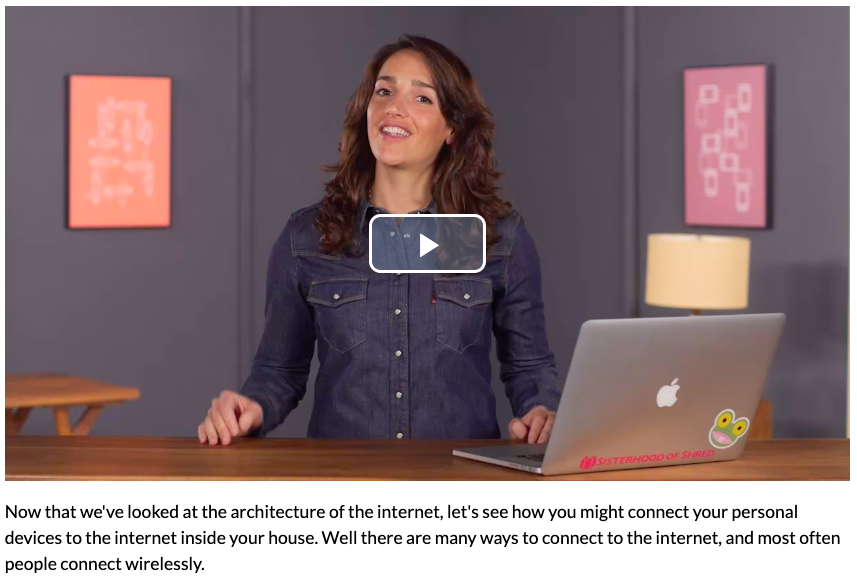 SISTERHOOD OF SHRED
Now that we've looked at the architecture of the internet, let's see how you might connect your personal
devices to the internet inside your house. Well there are many ways to connect to the internet, and most often
people connect wirelessly.